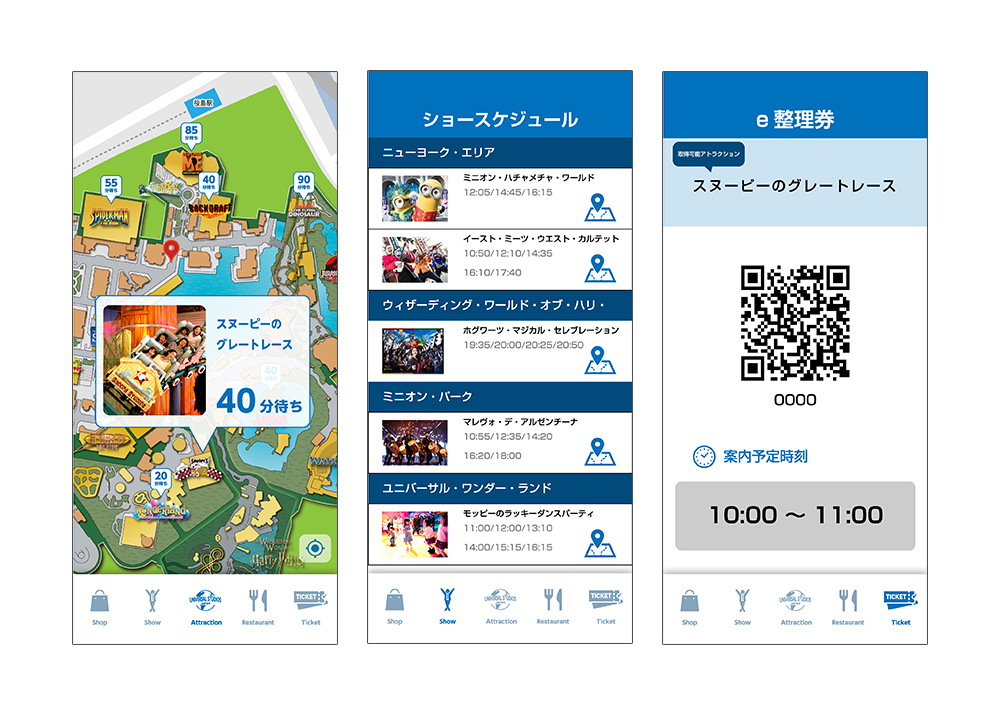 桜島駅
85
分待ち
55
分待ち
40
分待ち
90
分待ち
SPIDERMAN
BACKDRAFT
DINOSAUR
スヌーピーの
グレートレース
40分待ち
40
分待ち
20
分待ち
WONDERLAND
Harry Potter
Shop
Show
Attraction
Restaurant
Ticket
UNIVERSAL STUDIOS
TICKET
ショースケジュール
ニューヨーク・エリア
ミニオン・ハチャメチャ・ワールド
12:05/14:45/16:15
イースト・ミーツ・ウエスト・カルテット
10:50/12:10/14:35
16:10/17:40
ウィザーディング・ワールド・オブ・ハリ・
ホグワーツ・マジカル・セレブレーション
19:35/20:00/20:25/20:50
ミニオン・パーク
マレヴォ・デ・アルゼンチーナ
10:55/12:35/14:20
16:20/18:00
ユニバーサル・ワンダー・ランド
モッピーのラッキーダンスパーティ
11:00/12:00/13:10
14:00/15:15/16:15
UNIVERSAL STUDIOS
TICKET
Shop
Show
Attraction
Restaurant
Ticket
e 整理券
取得可能アトラクション
スヌーピーのグレートレース
0000
案内予定時刻
10:00 ～ 11:00
UNIVERSAL STUDIOS
TICKET
Shop
Show
Attraction
Restaurant
Ticket